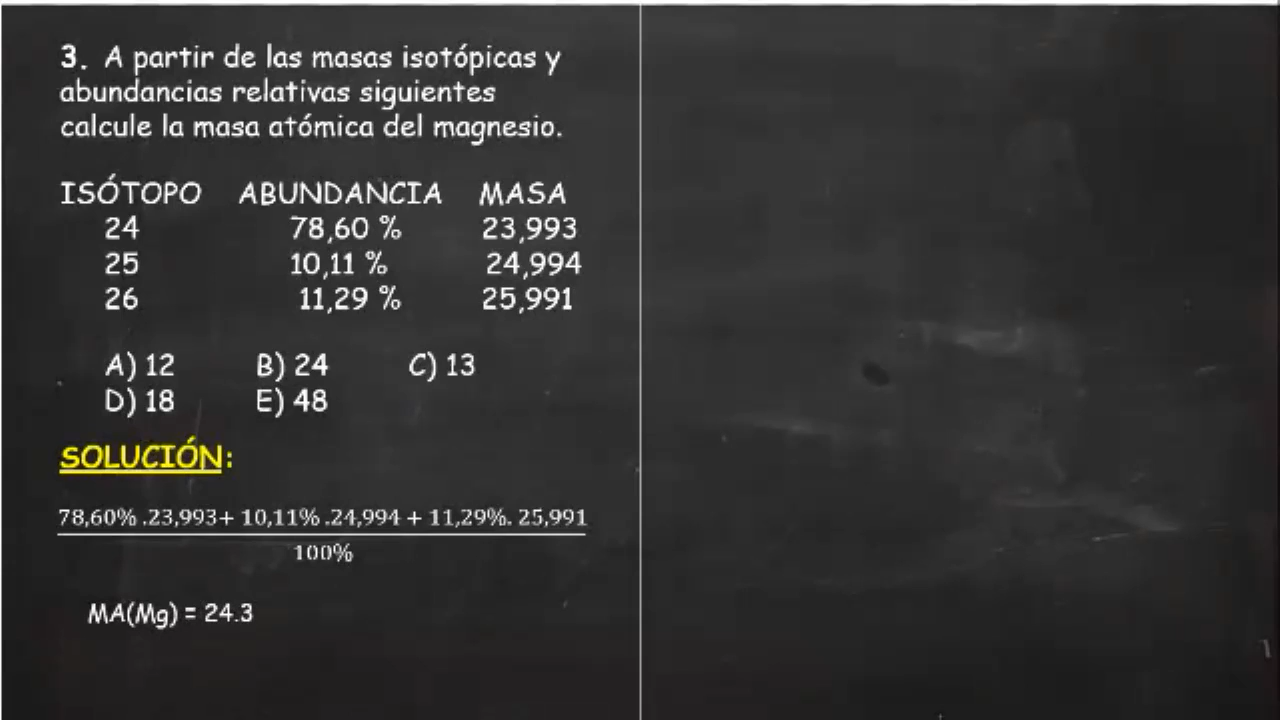 3. A partir de las masas isotópicas y
abundancias relativas siguientes
calcule la masa atómica del magnesio.
ISÓTOPO ABUNDANCIA MASA
24 78,60 % 23,993
25 10,11 % 24,994
26 11,29 % 25,991
A) 12 B) 24 C) 13
D) 18 E) 48
SOLUCIÓN:
78,60% .23,993+ 10,11% .24,994 + 11,29%. 25,991
100%
MA(Mg) = 24.3